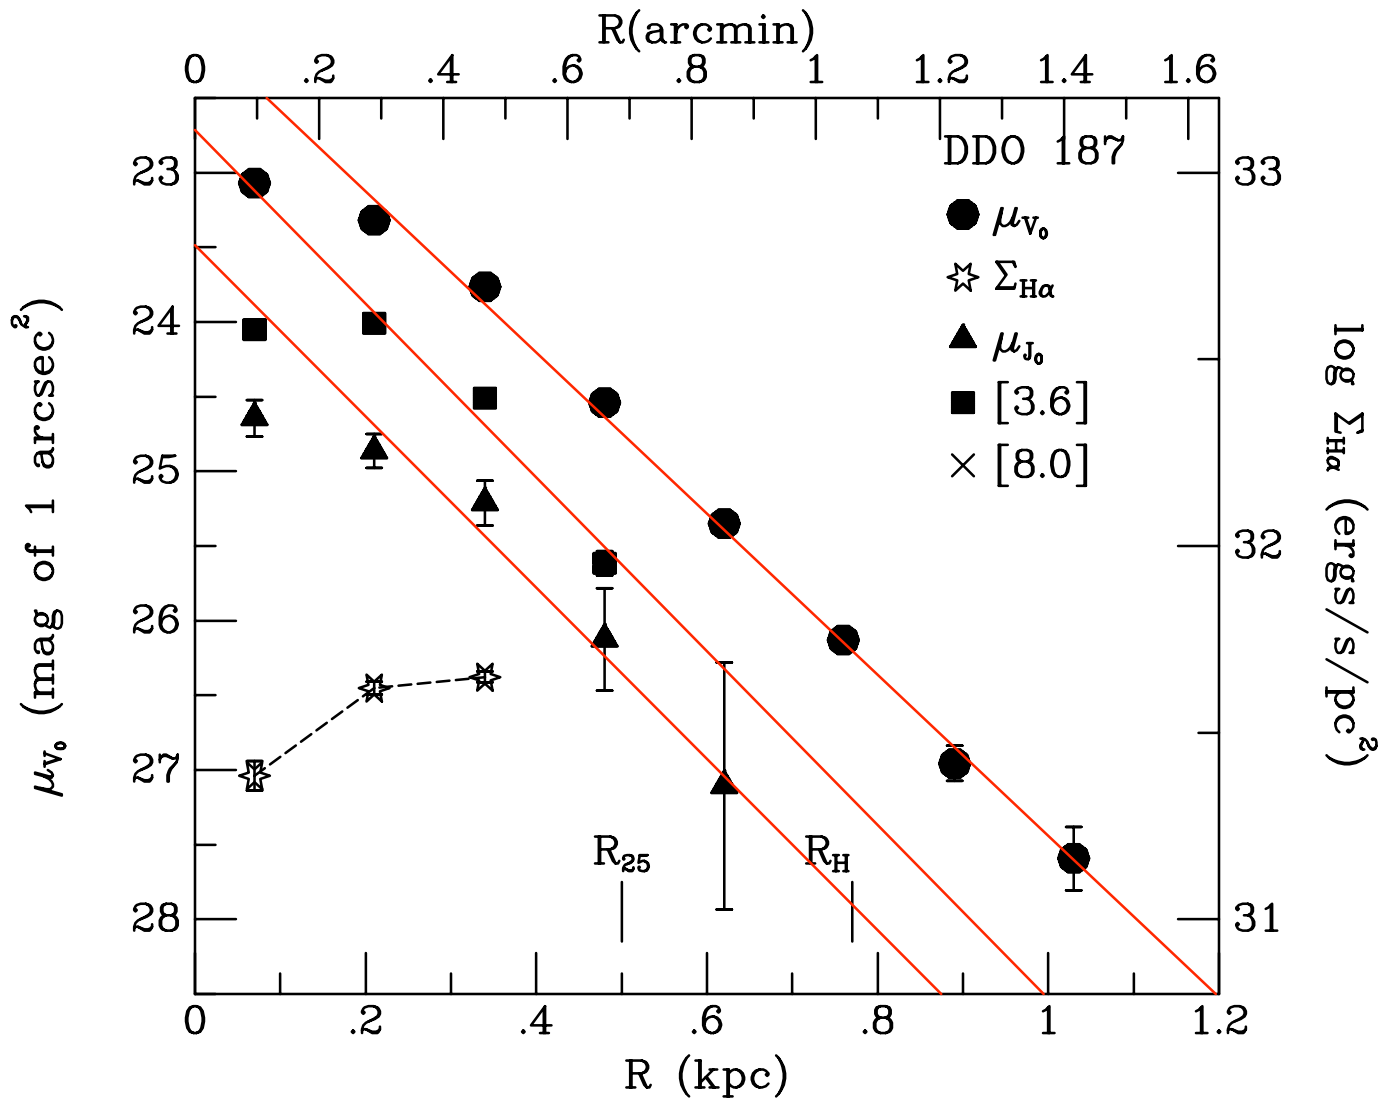 R(arcmin)
0 .2 .4 .6 .8 1 1.2 1.4 1.6
DDO 187
μV₀
ΣHα
μJ₀
[3.6]
[8.0]
23
24
25
26
27
28
μV₀ (mag of 1 arcsec²)
33
32
31
log ΣHα (ergs/s/pc²)
R₂₅
RH
0 .2 .4 .6 .8 1 1.2
R (kpc)